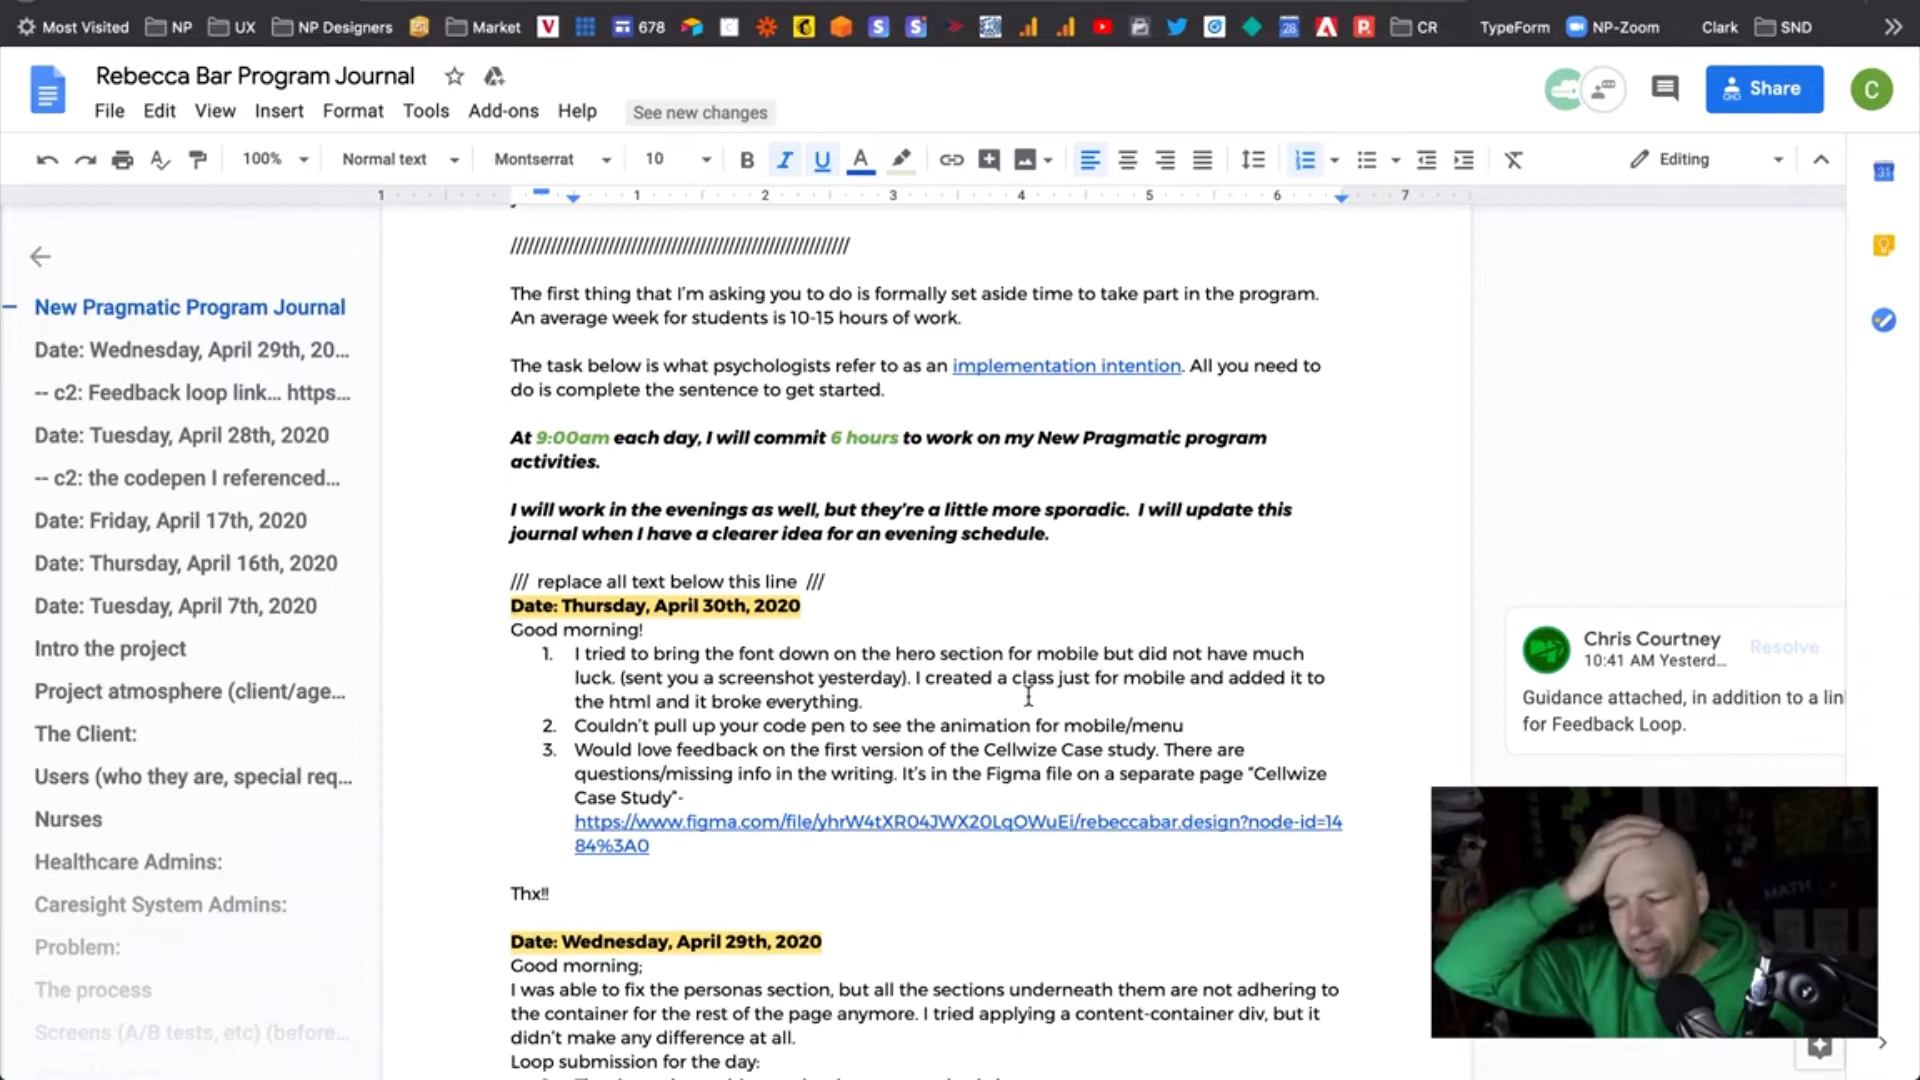 Most Visited NP UX NP Designers Market 678 28 CR TypeForm NP-Zoom Clark SND
Rebecca Bar Program Journal
Share
C
File Edit View Insert Format Tools Add-ons Help See new changes
100% Normal text Montserrat 10 B I U A Editing
1 1 2 3 4 5 6 7
31
New Pragmatic Program Journal
Date: Wednesday, April 29th, 20...
-- c2: Feedback loop link... https...
Date: Tuesday, April 28th, 2020
-- c2: the codepen I referenced...
Date: Friday, April 17th, 2020
Date: Thursday, April 16th, 2020
Date: Tuesday, April 7th, 2020
Intro the project
Project atmosphere (client/age...
The Client:
Users (who they are, special req...
Nurses
Healthcare Admins:
Caresight System Admins:
Problem:
The process
Screens (A/B tests, etc) (before...
//////////////////////////////////////////////////////////
The first thing that I’m asking you to do is formally set aside time to take part in the program.
An average week for students is 10-15 hours of work.
The task below is what psychologists refer to as an implementation intention. All you need to
do is complete the sentence to get started.
At 9:00am each day, I will commit 6 hours to work on my New Pragmatic program
activities.
I will work in the evenings as well, but they’re a little more sporadic. I will update this
journal when I have a clearer idea for an evening schedule.
/// replace all text below this line ///
Date: Thursday, April 30th, 2020
Good morning!
1. I tried to bring the font down on the hero section for mobile but did not have much
luck. (sent you a screenshot yesterday). I created a class just for mobile and added it to
the html and it broke everything.
2. Couldn’t pull up your code pen to see the animation for mobile/menu
3. Would love feedback on the first version of the Cellwize Case study. There are
questions/missing info in the writing. It’s in the Figma file on a separate page “Cellwize
Case Study”-
https://www.figma.com/file/yhrW4tXR04JWX20LqOWuEi/rebeccabar.design?node-id=14
84%3A0
Thx!!
Date: Wednesday, April 29th, 2020
Good morning;
I was able to fix the personas section, but all the sections underneath them are not adhering to
the container for the rest of the page anymore. I tried applying a content-container div, but it
didn’t make any difference at all.
Loop submission for the day:
Chris Courtney
Resolve
10:41 AM Yesterd...
Guidance attached, in addition to a lin
for Feedback Loop.
MATH